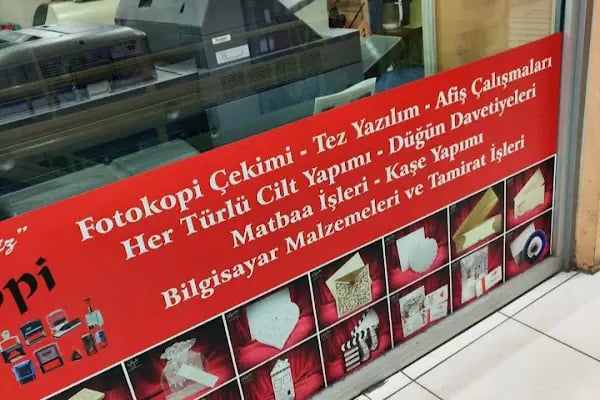 Fotokopi Çekimi - Tez Yazılım - Afiş Çalışmaları
Her Türlü Cilt Yapımı - Düğün Davetiyeleri
Matbaa İşleri - Kaşe Yapımı
Bilgisayar Malzemeleri ve Tamirat İşleri